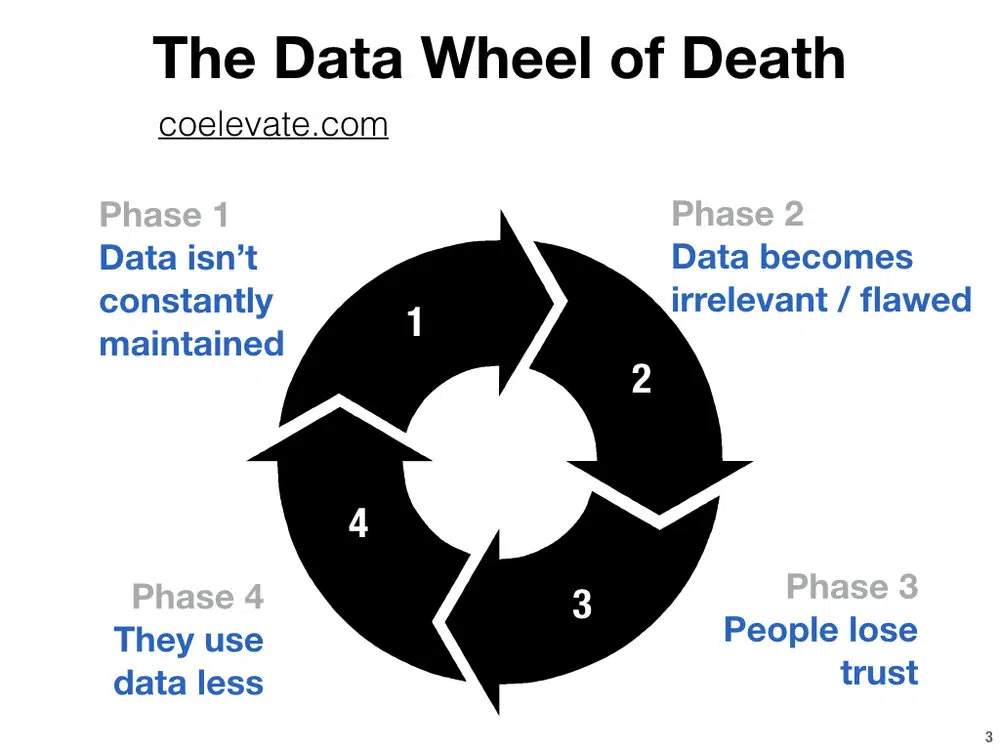 The Data Wheel of Death
coelevate.com
Phase 1
Data isn’t
constantly
maintained
Phase 2
Data becomes
irrelevant / flawed
1
2
3
4
Phase 3
People lose
trust
Phase 4
They use
data less
3